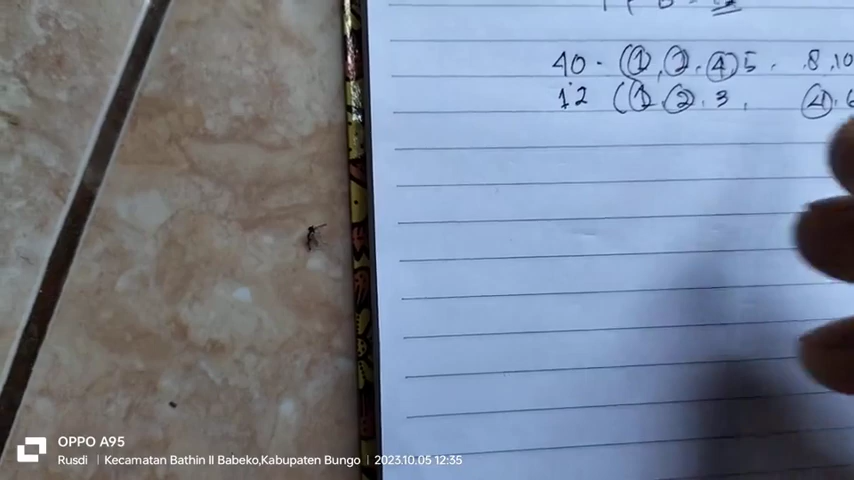 40 . (1, 2, 4, 5 . 8, 10
12 ( 1, 2, 3, 4, 6
OPPO A95
Rusdi | Kecamatan Bathin II Babeko,Kabupaten Bungo | 2023.10.05 12:35